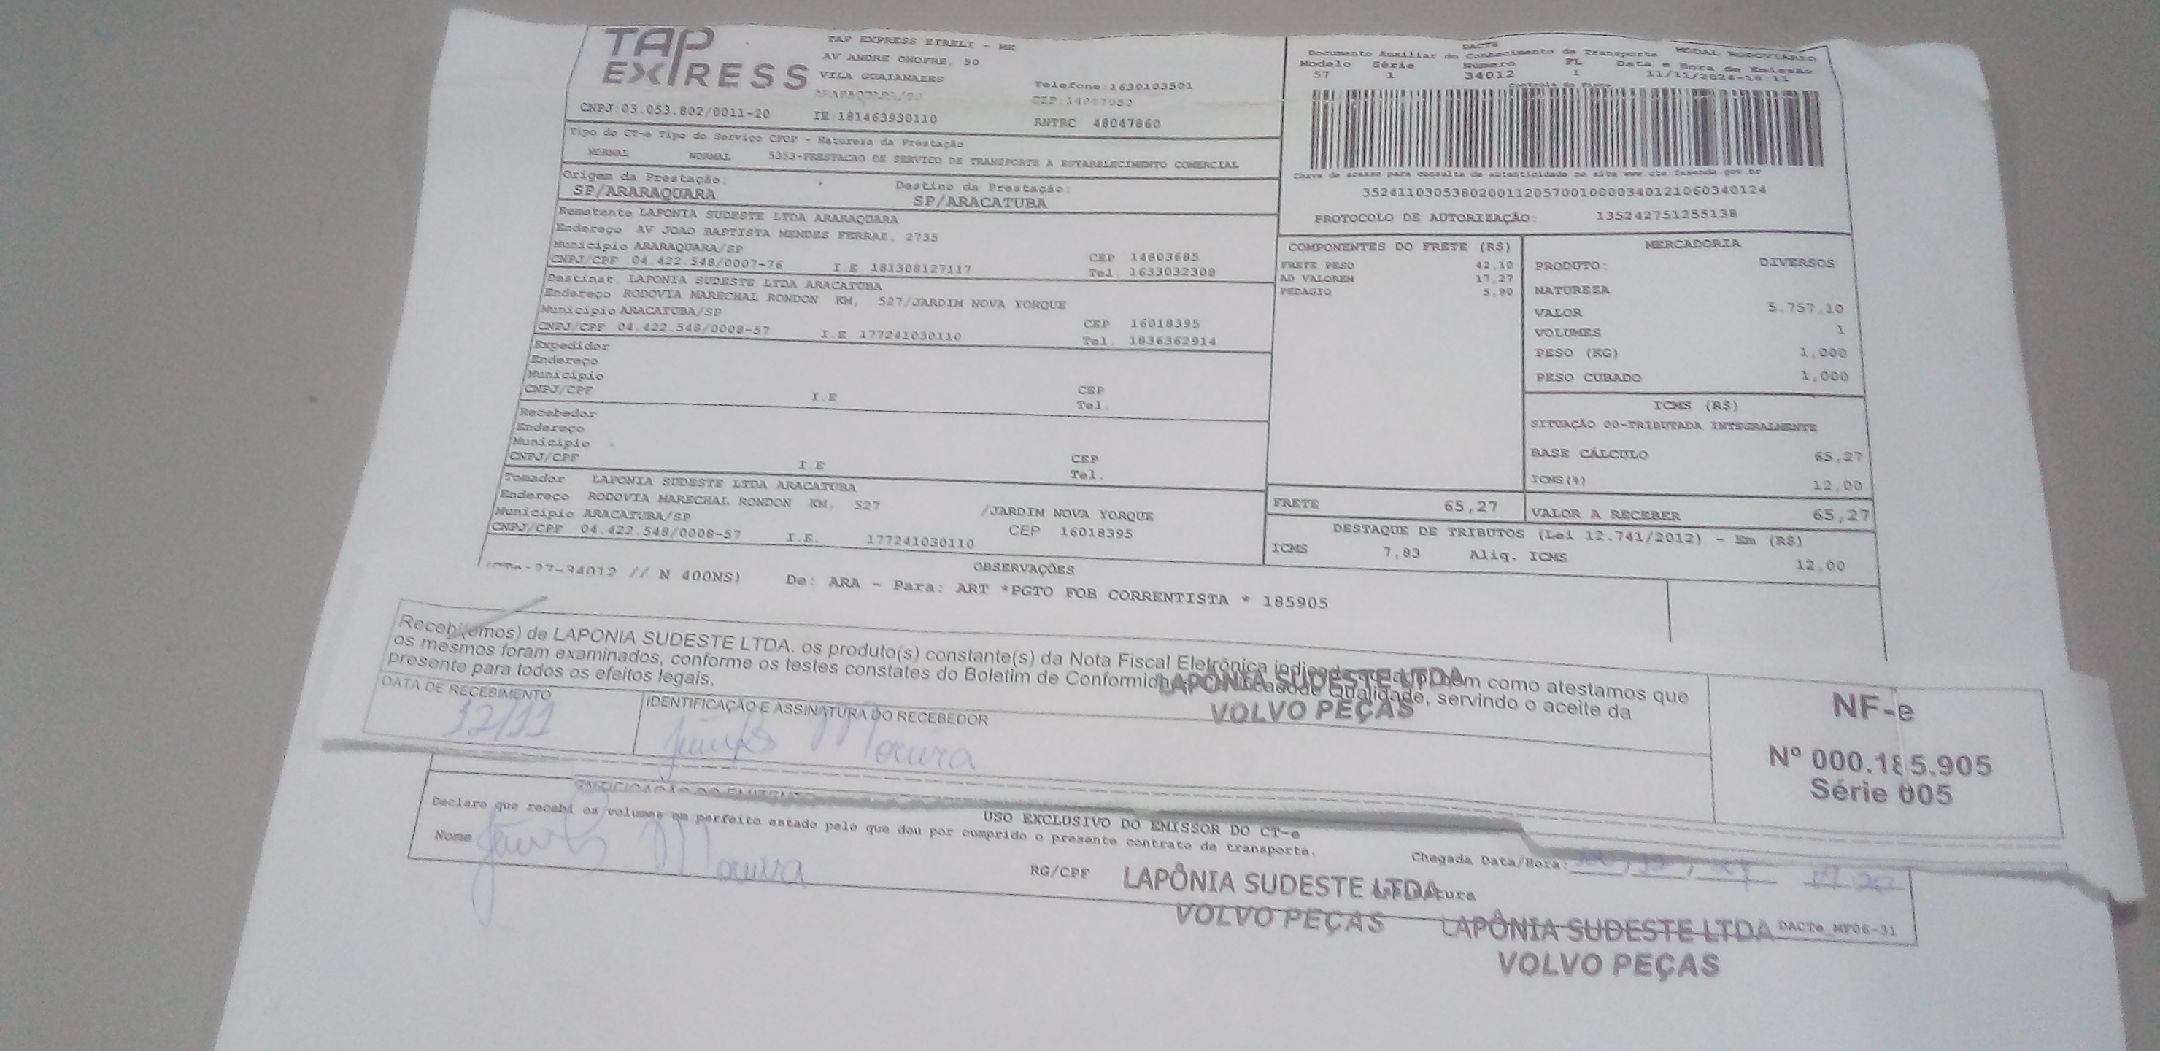 TAP
EXPRESS
TAP EXPRESS EIRELI - ME
AV ANDRE ONOFRE, 90
VILA GUAIANAZES
ARARAQUARA/SP
Telefone:1630103501
CNPJ:03.053.802/0011-20 IE:181463930110 RNTRC 48047860
DACTE
Documento Auxiliar do Conhecimento de Transporte MODAL RODOVIÁRIO
Modelo Série Número FL Data e Hora de Emissão
57 1 34012 1
Controle do Fisco
Chave de acesso para consulta de autenticidade no site www.cte.fazenda.gov.br
35241103053802001120570010000340121060340124
PROTOCOLO DE AUTORIZAÇÃO: 135242751255138
Tipo do CT-e Tipo do Serviço CFOP - Natureza da Prestação
NORMAL NORMAL 5353-PRESTACAO DE SERVICO DE TRANSPORTE A ESTABELECIMENTO COMERCIAL
Origem da Prestação: Destino da Prestação:
SP/ARARAQUARA SP/ARACATUBA
Remetente LAPONIA SUDESTE LTDA ARARAQUARA
Endereço AV JOAO BAPTISTA MENDES FERRAZ, 2735
Município ARARAQUARA/SP CEP 14803685
CNPJ/CPF 04.422.548/0007-76 I.E 181308127117 Tel. 1633032308
Destinat. LAPONIA SUDESTE LTDA ARACATUBA
Endereço RODOVIA MARECHAL RONDON KM, 527/JARDIM NOVA YORQUE
Município ARACATUBA/SP CEP 16018395
CNPJ/CPF 04.422.548/0008-57 I.E 177241030110 Tel. 1836362914
Expedidor
Endereço
Município CEP
CNPJ/CPF I.E Tel.
Recebedor
Endereço
Município CEP
CNPJ/CPF I.E Tel.
Tomador LAPONIA SUDESTE LTDA ARACATUBA
Endereço RODOVIA MARECHAL RONDON KM, 527 /JARDIM NOVA YORQUE
Município ARACATUBA/SP CEP 16018395
CNPJ/CPF 04.422.548/0008-57 I.E. 177241030110
COMPONENTES DO FRETE (R$)
FRETE PESO 42,10
AD VALOREM 17,27
PEDAGIO 5,90
FRETE 65,27
MERCADORIA
PRODUTO: DIVERSOS
NATUREZA
VALOR 5.757,10
VOLUMES 1
PESO (KG) 1,000
PESO CUBADO 1,000
ICMS (R$)
SITUAÇÃO 00-TRIBUTADA INTEGRALMENTE
BASE CÁLCULO 65,27
ICMS(%) 12,00
VALOR A RECEBER 65,27
DESTAQUE DE TRIBUTOS (Lei 12.741/2012) - Em (R$)
ICMS 7,83 Aliq. ICMS 12,00
OBSERVAÇÕES
34012 // N 400NS) De: ARA - Para: ART *PGTO FOB CORRENTISTA * 185905
Receb(emos) de LAPONIA SUDESTE LTDA. os produto(s) constante(s) da Nota Fiscal Eletrônica bem como atestamos que
os mesmos foram examinados, conforme os testes constates do Boletim de Qualidade, servindo o aceite da
presente para todos os efeitos legais.
LAPONIA SUDESTE LTDA
VOLVO PEÇAS
DATA DE RECEBIMENTO IDENTIFICAÇÃO E ASSINATURA DO RECEBEDOR
12/11 Moura
NF-e
Nº 000.185.905
Série 005
USO EXCLUSIVO DO EMISSOR DO CT-e
Declaro que recebi os volumes em perfeito estado pelo que dou por cumprido o presente contrato de transporte.
Nome Moura RG/CPF Chegada Data/Hora:
LAPÔNIA SUDESTE LTDA
VOLVO PEÇAS
LAPÔNIA SUDESTE LTDA
VOLVO PEÇAS
DACTe_MP06-31